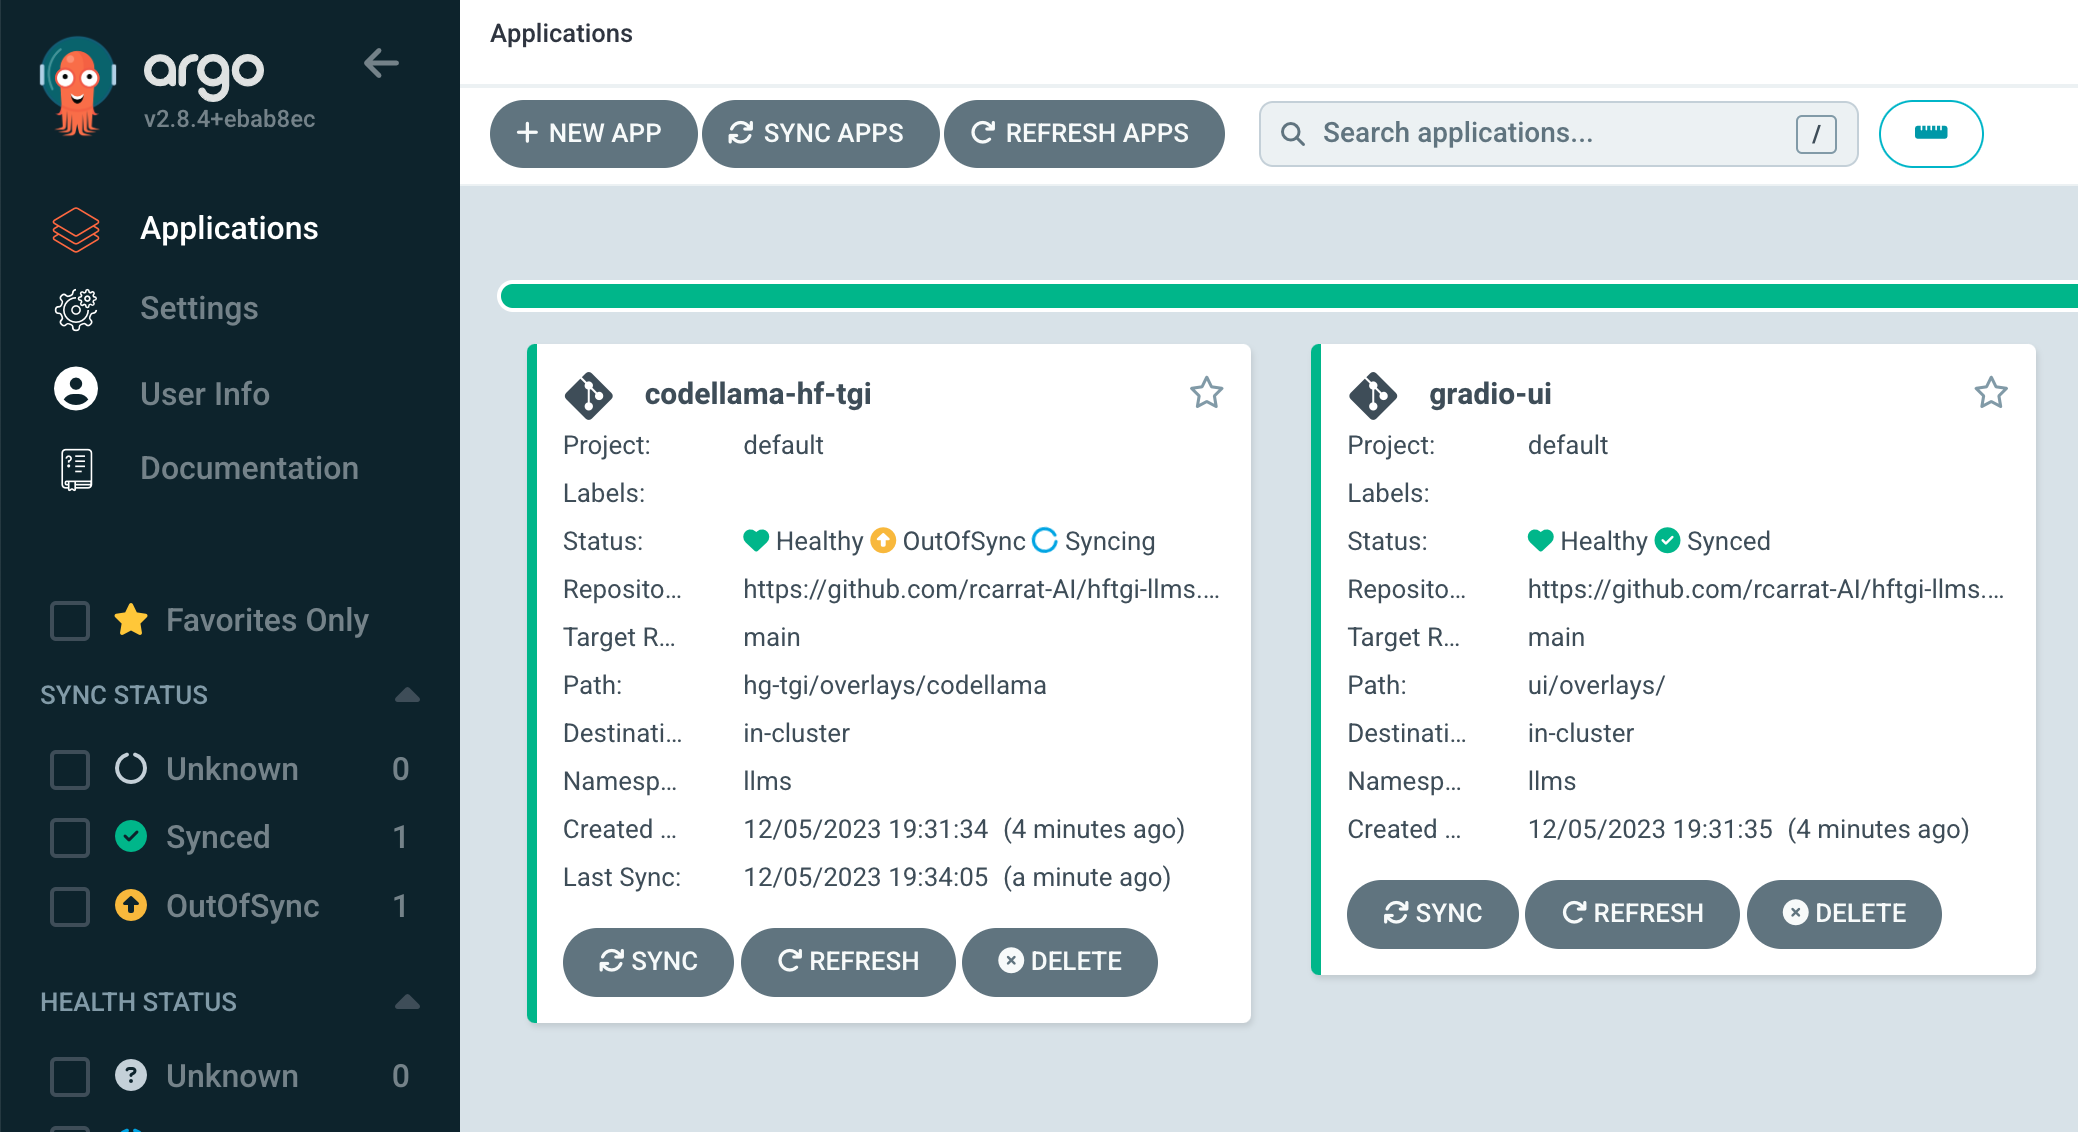 argo
v2.8.4+ebab8ec
Applications
Settings
User Info
Documentation
Favorites Only
SYNC STATUS
Unknown 0
Synced 1
OutOfSync 1
HEALTH STATUS
Unknown 0
Applications
NEW APP SYNC APPS REFRESH APPS Search applications... /
codellama-hf-tgi
Project: default
Labels:
Status: Healthy OutOfSync Syncing
Reposito... https://github.com/rcarrat-AI/hftgi-llms....
Target R... main
Path: hg-tgi/overlays/codellama
Destinati... in-cluster
Namesp... llms
Created ... 12/05/2023 19:31:34 (4 minutes ago)
Last Sync: 12/05/2023 19:34:05 (a minute ago)
SYNC REFRESH DELETE
gradio-ui
Project: default
Labels:
Status: Healthy Synced
Reposito... https://github.com/rcarrat-AI/hftgi-llms....
Target R... main
Path: ui/overlays/
Destinati... in-cluster
Namesp... llms
Created ... 12/05/2023 19:31:35 (4 minutes ago)
SYNC REFRESH DELETE